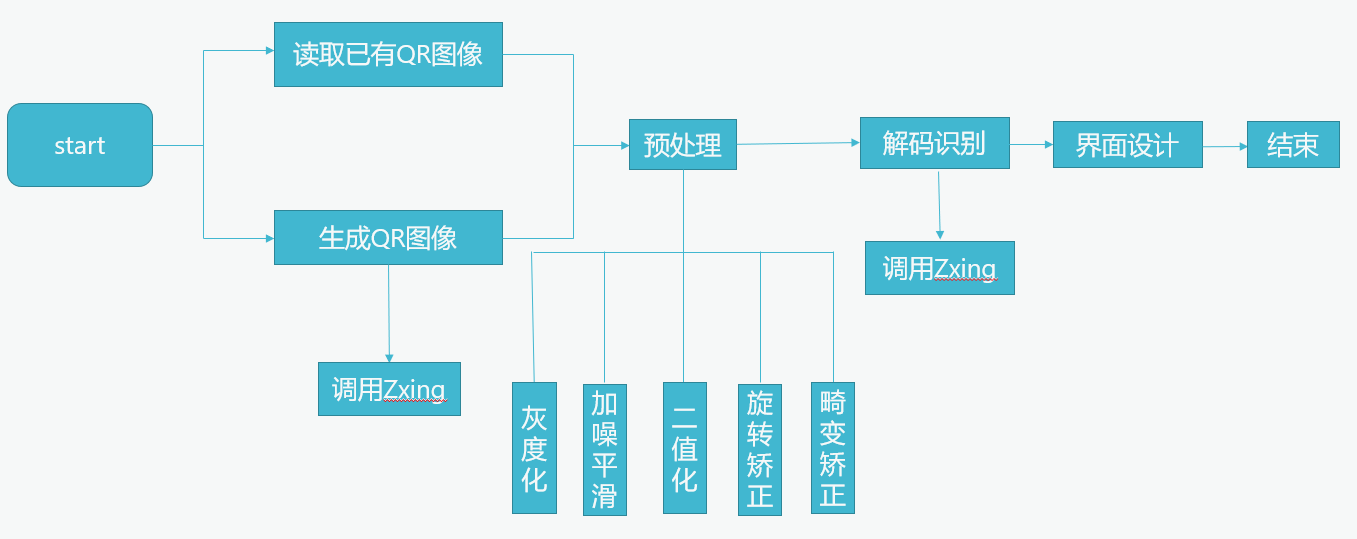 start
读取已有QR图像
生成QR图像
调用Zxing
预处理
灰度化
加噪平滑
二值化
旋转矫正
畸变矫正
解码识别
调用Zxing
界面设计
结束